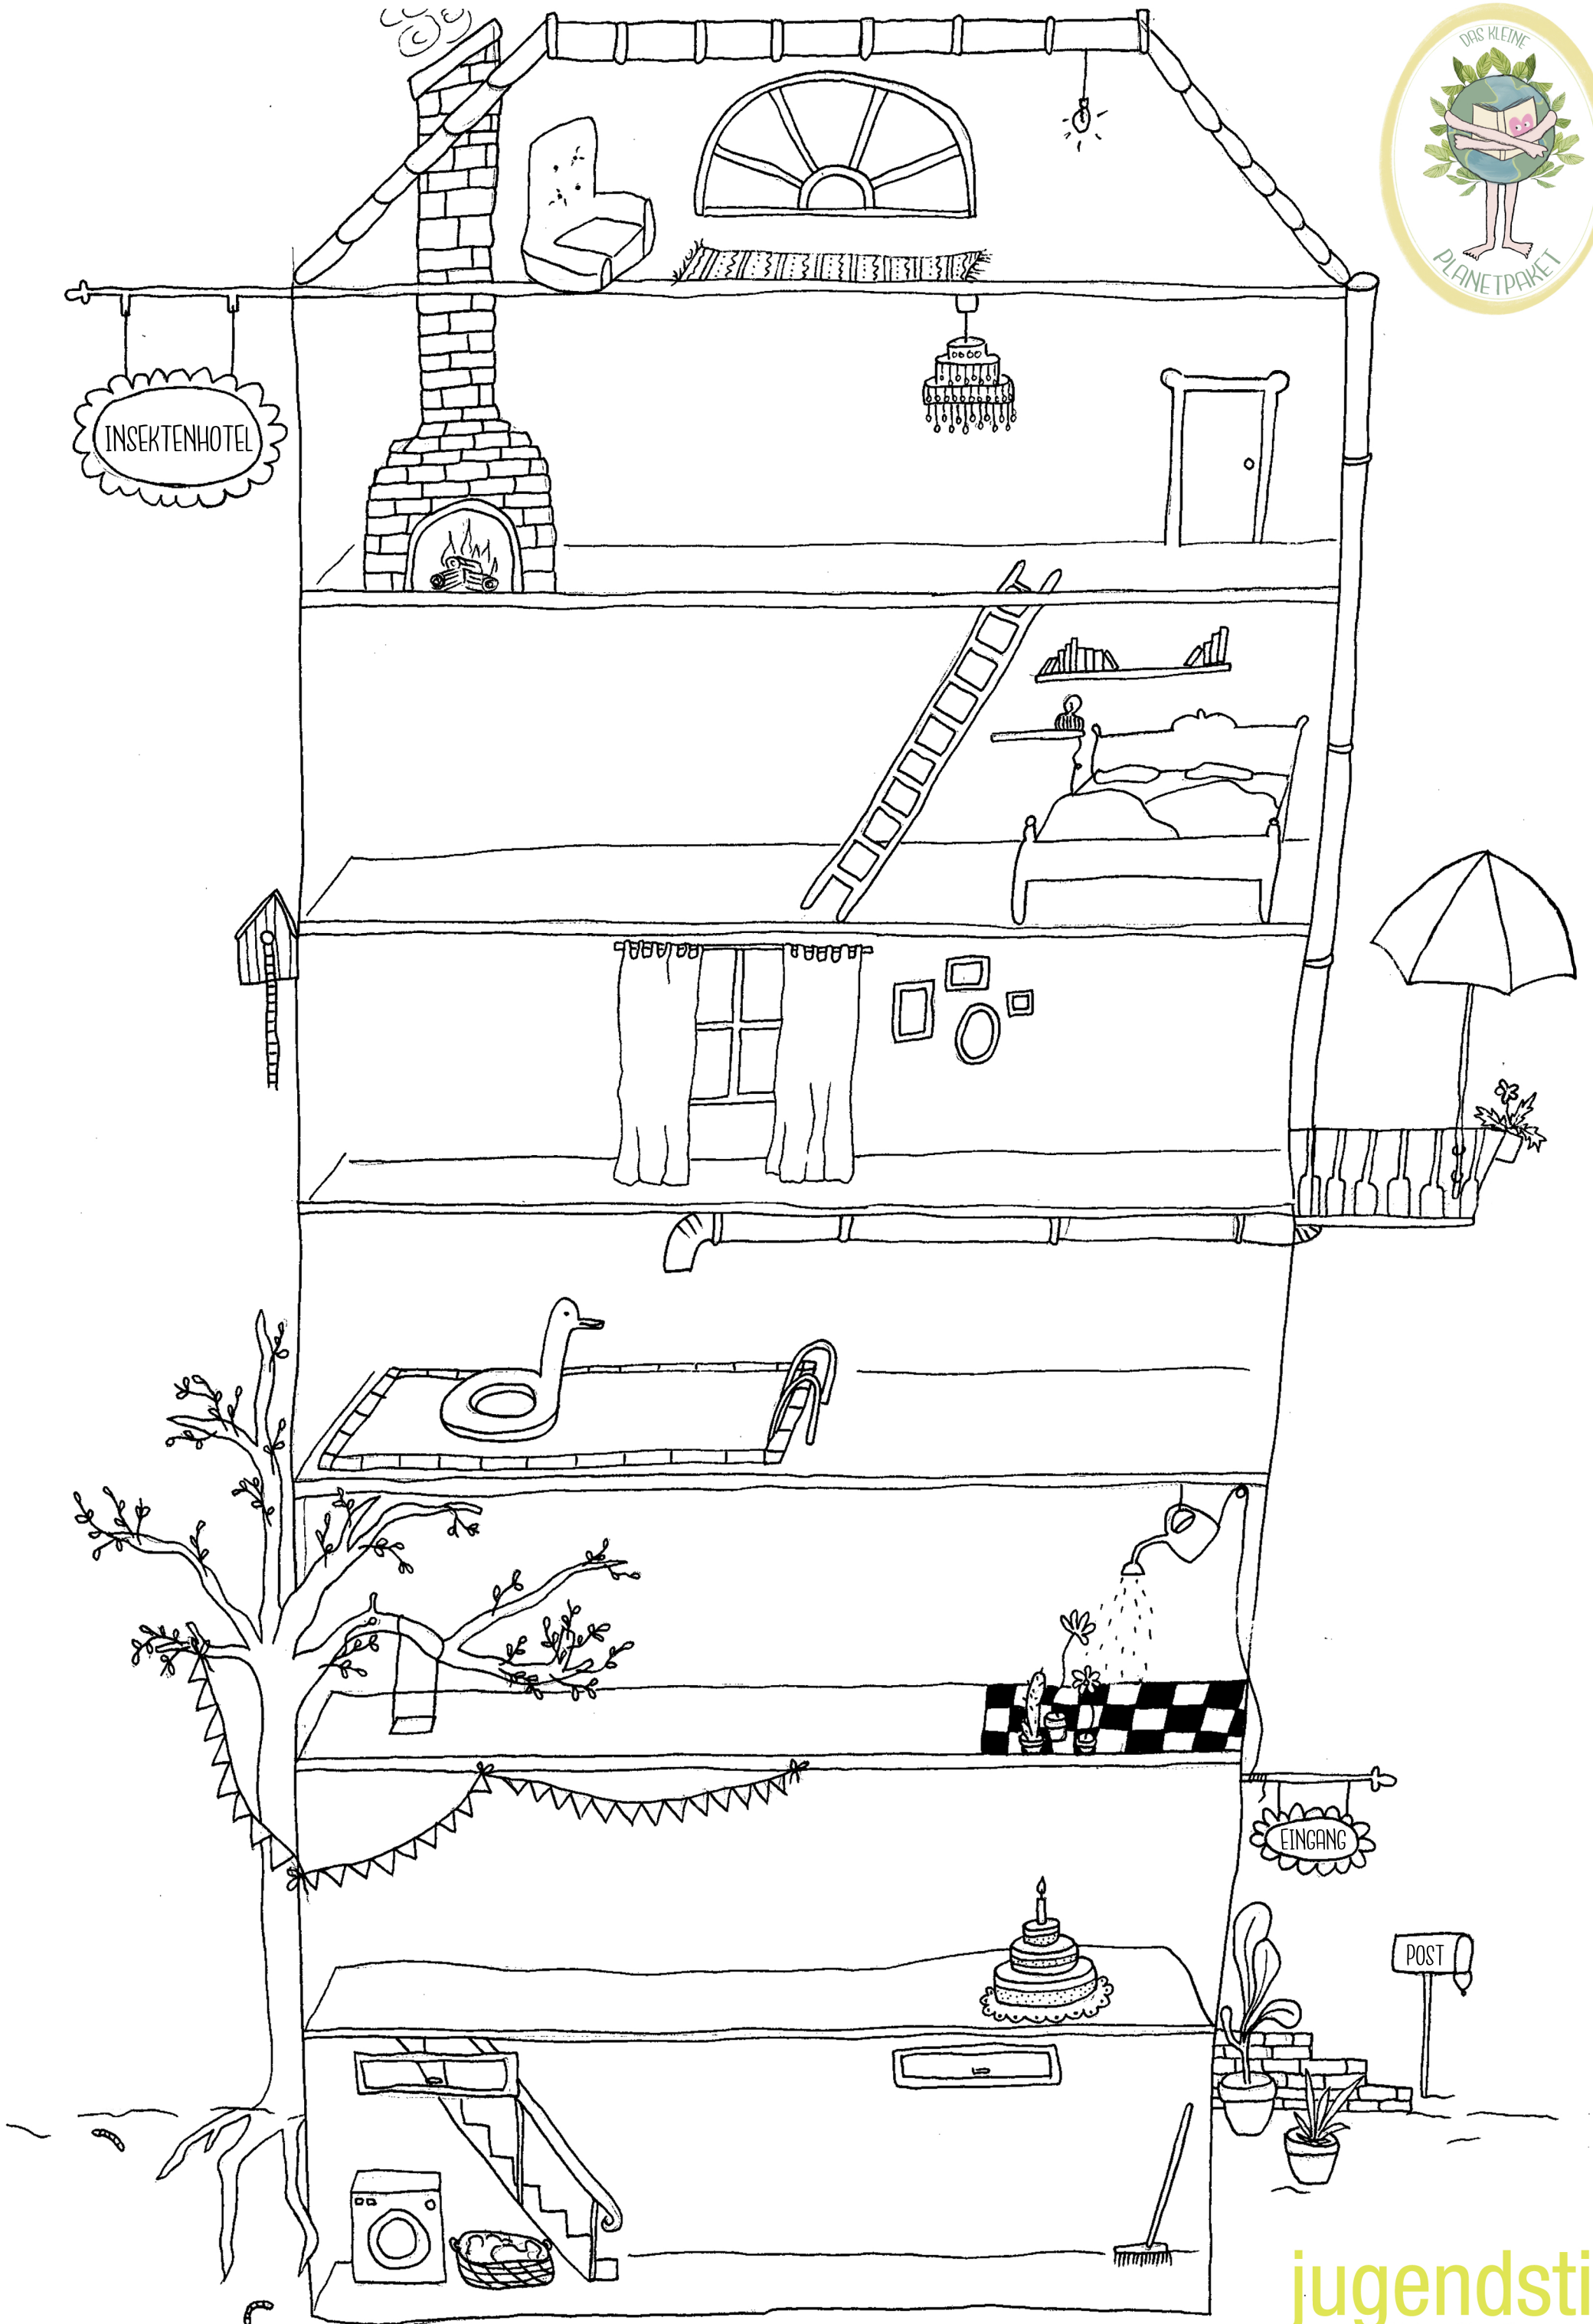 DAS KLEINE
PLANETPAKET
INSEKTENHOTEL
EINGANG
POST
jugendsti